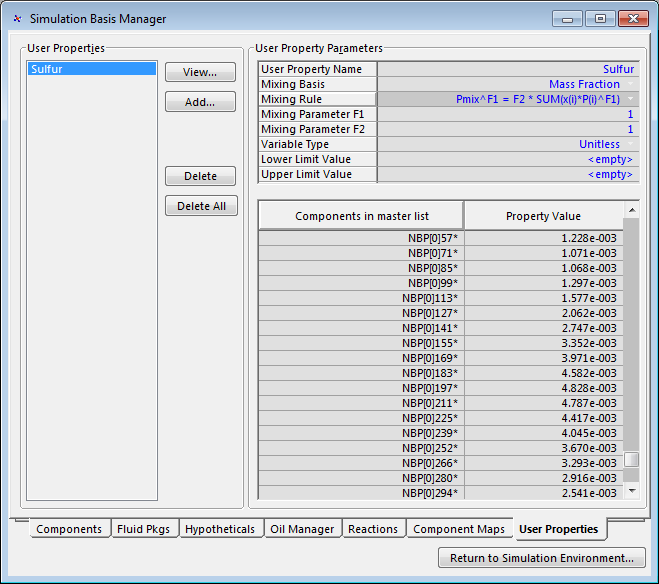 Simulation Basis Manager
User Properties
Sulfur
View...
Add...
Delete
Delete All
User Property Parameters
User Property Name Sulfur
Mixing Basis Mass Fraction
Mixing Rule Pmix^F1 = F2 * SUM(x(i)*P(i)^F1)
Mixing Parameter F1 1
Mixing Parameter F2 1
Variable Type Unitless
Lower Limit Value <empty>
Upper Limit Value <empty>
Components in master list Property Value
NBP[0]57* 1.228e-003
NBP[0]71* 1.071e-003
NBP[0]85* 1.068e-003
NBP[0]99* 1.297e-003
NBP[0]113* 1.577e-003
NBP[0]127* 2.062e-003
NBP[0]141* 2.747e-003
NBP[0]155* 3.352e-003
NBP[0]169* 3.971e-003
NBP[0]183* 4.582e-003
NBP[0]197* 4.828e-003
NBP[0]211* 4.787e-003
NBP[0]225* 4.417e-003
NBP[0]239* 4.045e-003
NBP[0]252* 3.670e-003
NBP[0]266* 3.293e-003
NBP[0]280* 2.916e-003
NBP[0]294* 2.541e-003
Components Fluid Pkgs Hypotheticals Oil Manager Reactions Component Maps User Properties
Return to Simulation Environment...